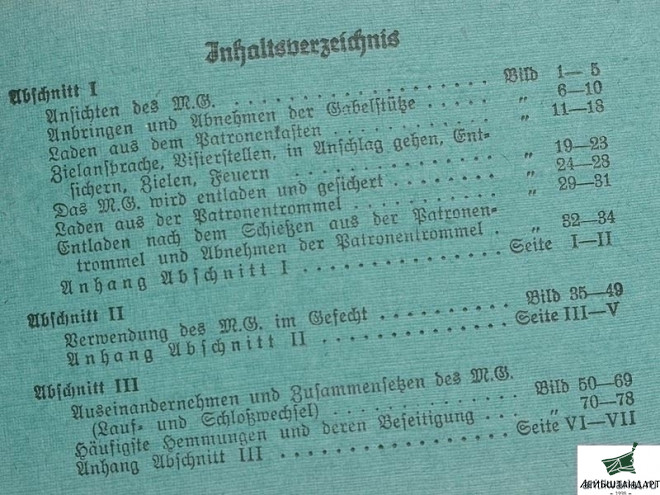 Inhaltsverzeichnis
Abschnitt I
Ansichten des M.G. . . . . . . . . . . . . . . . . . Bild 1— 5
Anbringen und Abnehmen der Gabelstütze . . . . . „ 6—10
Laden aus dem Patronenkasten . . . . . . . . . . „ 11—18
Zielansprache, Visierstellen, in Anschlag gehen, Ent-
sichern, Zielen, Feuern . . . . . . . . . . . . . „ 19—23
Das M.G. wird entladen und gesichert . . . . . . . „ 24—28
Laden aus der Patronentrommel . . . . . . . . . . „ 29—31
Entladen nach dem Schießen aus der Patronen-
trommel und Abnehmen der Patronentrommel . „ 32—34
Anhang Abschnitt I . . . . . . . . . . . . . . Seite I—II
Abschnitt II
Verwendung des M.G. im Gefecht . . . . . . . . . Bild 35—49
Anhang Abschnitt II . . . . . . . . . . . . . Seite III—V
Abschnitt III
Auseinandernehmen und Zusammensetzen des M.G.
(Lauf- und Schloßwechsel) . . . . . . . . . . . . Bild 50—69
Häufigste Hemmungen und deren Beseitigung . . . „ 70—78
Anhang Abschnitt III . . . . . . . . . . . . . Seite VI—VII
ЛЕЙБШТАНДАРТ
1998